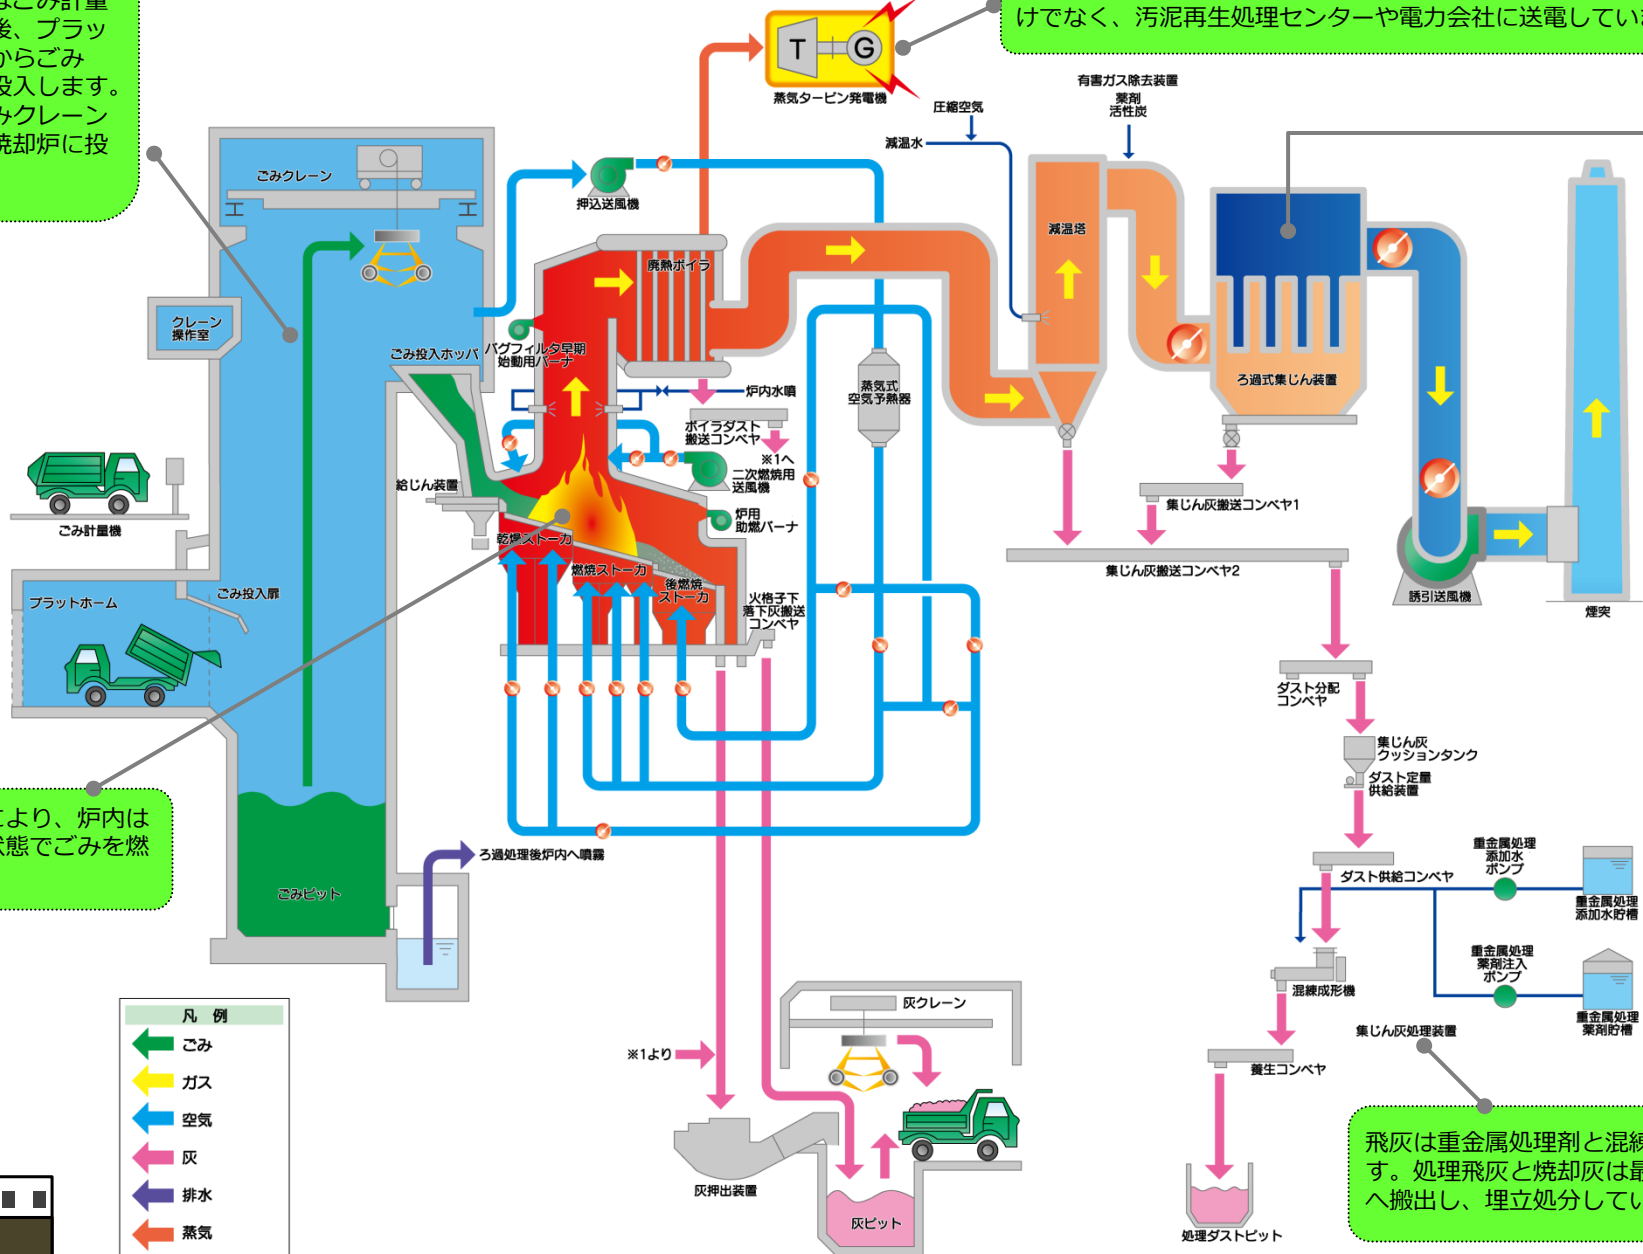 はごみ計量
後、プラッ
からごみ
投入します。
みクレーン
焼却炉に投
けでなく、汚泥再生処理センターや電力会社に送電してい
T
G
蒸気タービン発電機
圧縮空気
減温水
有害ガス除去装置
薬剤
活性炭
ごみクレーン
押込送風機
廃熱ボイラ
減温塔
クレーン
操作室
ごみ投入ホッパ
バグフィルタ早期
始動用バーナ
炉内水噴
蒸気式
空気予熱器
ろ過式集じん装置
ボイラダスト
搬送コンベヤ
※1へ
二次燃焼用
送風機
給じん装置
炉用
助燃バーナ
ごみ計量機
乾燥ストーカ
燃焼ストーカ
後燃焼
ストーカ
火格子下
落下灰搬送
コンベヤ
集じん灰搬送コンベヤ1
集じん灰搬送コンベヤ2
誘引送風機
煙突
プラットホーム
ごみ投入扉
ダスト分配
コンベヤ
集じん灰
クッションタンク
ダスト定量
供給装置
により、炉内は
状態でごみを燃
ろ過処理後炉内へ噴霧
ごみピット
ダスト供給コンベヤ
重金属処理
添加水
ポンプ
重金属処理
添加水貯槽
重金属処理
薬剤注入
ポンプ
重金属処理
薬剤貯槽
混練成形機
集じん灰処理装置
養生コンベヤ
灰クレーン
※1より
灰押出装置
灰ピット
処理ダストピット
飛灰は重金属処理剤と混練
す。処理飛灰と焼却灰は最
へ搬出し、埋立処分してい
凡 例
ごみ
ガス
空気
灰
排水
蒸気